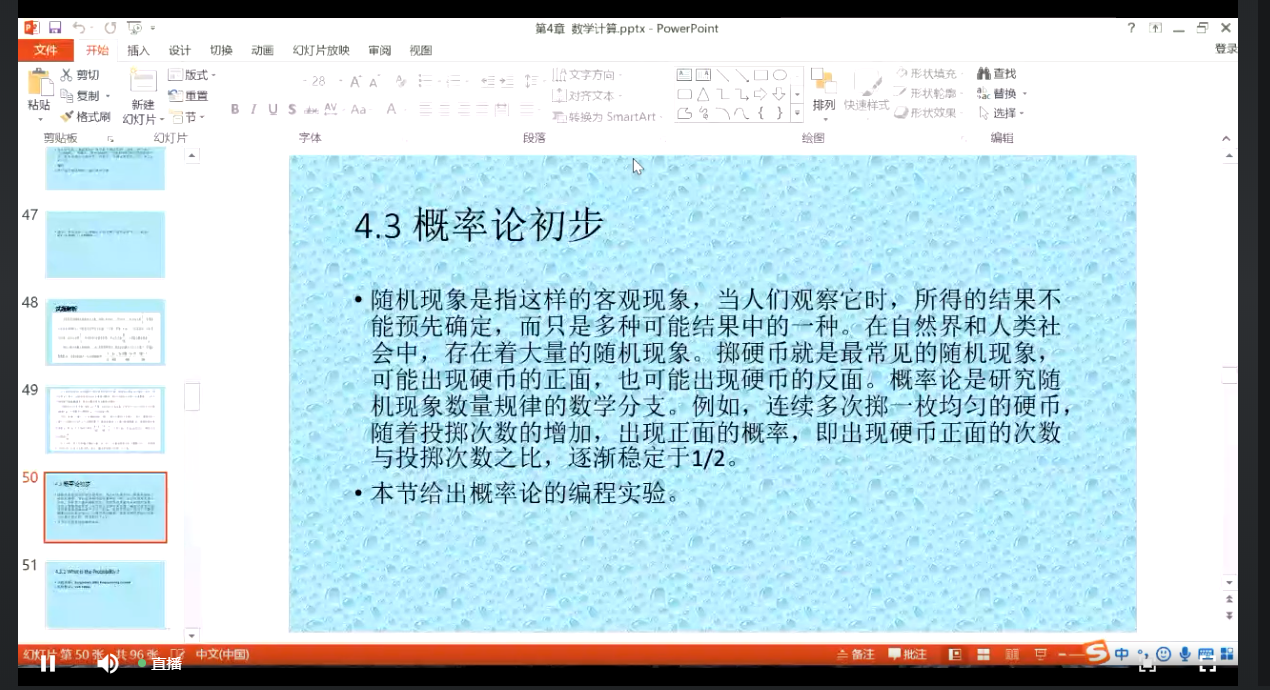 第4章 数学计算.pptx - PowerPoint
?
登录
文件 开始 插入 设计 切换 动画 幻灯片放映 审阅 视图
粘贴
剪切
复制
格式刷
剪贴板
新建
幻灯片
版式
重置
节
幻灯片
28
B I U S abc AV Aa A
字体
文字方向
对齐文本
转换为 SmartArt
段落
排列
快速样式
形状填充
形状轮廓
形状效果
绘图
查找
替换
选择
编辑
47
48
49
50
51
4.3 概率论初步
• 随机现象是指这样的客观现象，当人们观察它时，所得的结果不
能预先确定，而只是多种可能结果中的一种。在自然界和人类社
会中，存在着大量的随机现象。掷硬币就是最常见的随机现象，
可能出现硬币的正面，也可能出现硬币的反面。概率论是研究随
机现象数量规律的数学分支。例如，连续多次掷一枚均匀的硬币，
随着投掷次数的增加，出现正面的概率，即出现硬币正面的次数
与投掷次数之比，逐渐稳定于1/2。
• 本节给出概率论的编程实验。
幻灯片 第 50 张，共 96 张 中文(中国)
直播
备注 批注
S 中